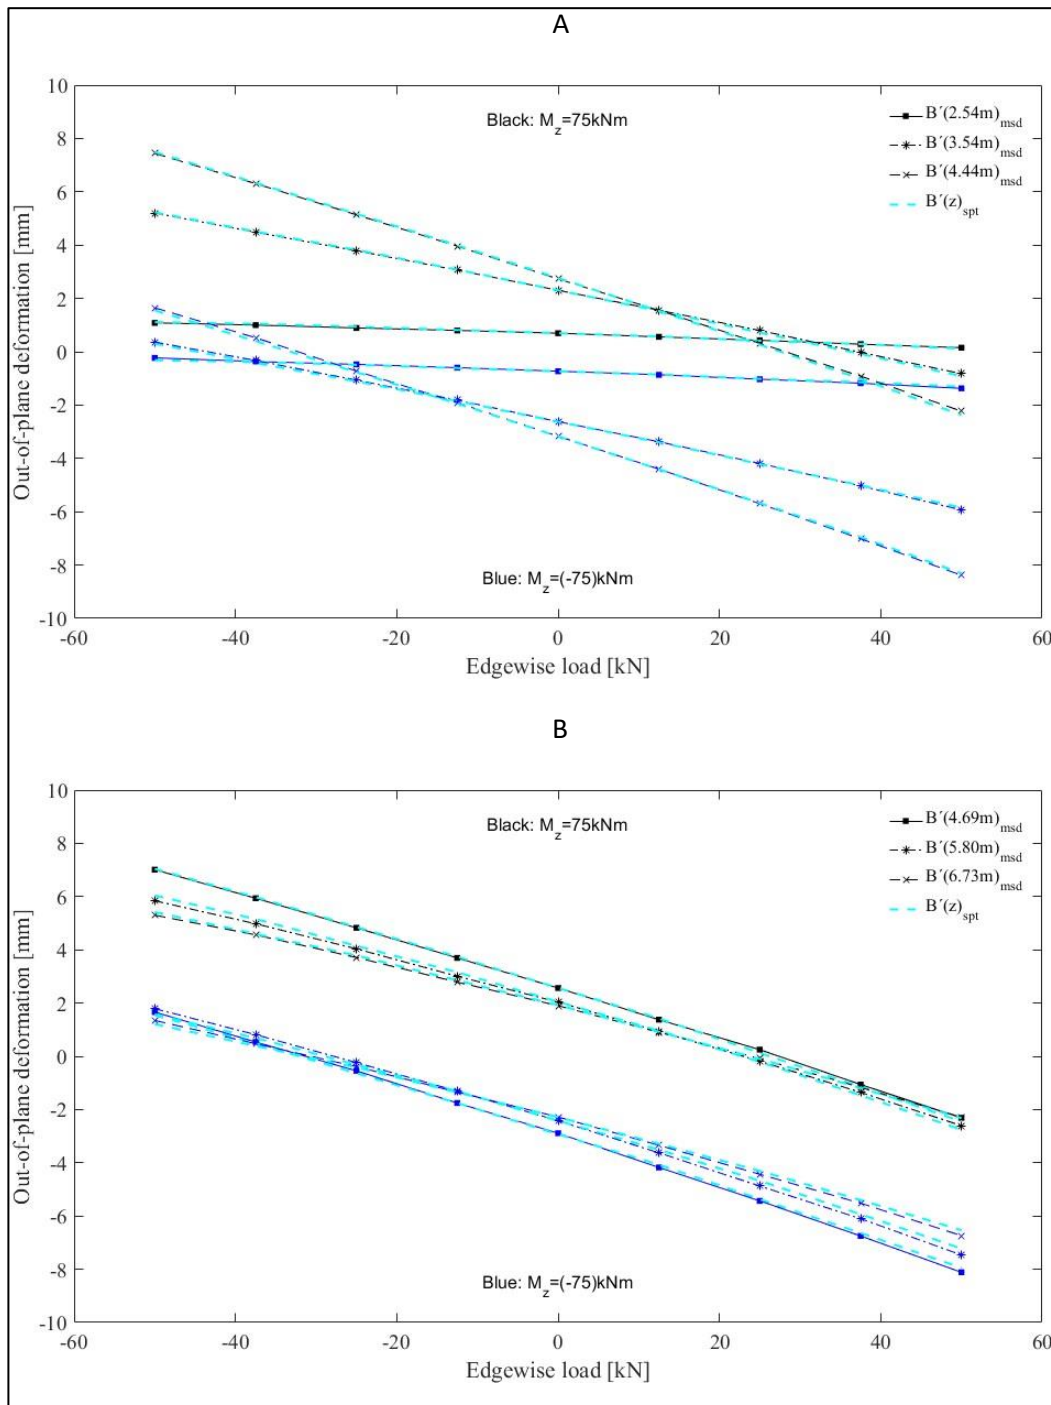 A
10
8
6
4
2
0
-2
-4
-6
-8
-10
Out-of-plane deformation [mm]
Black: M_z=75kNm
B´(2.54m)_msd
B´(3.54m)_msd
B´(4.44m)_msd
B´(z)_spt
Blue: M_z=(-75)kNm
-60 -40 -20 0 20 40 60
Edgewise load [kN]
B
10
8
6
4
2
0
-2
-4
-6
-8
-10
Out-of-plane deformation [mm]
Black: M_z=75kNm
B´(4.69m)_msd
B´(5.80m)_msd
B´(6.73m)_msd
B´(z)_spt
Blue: M_z=(-75)kNm
-60 -40 -20 0 20 40 60
Edgewise load [kN]